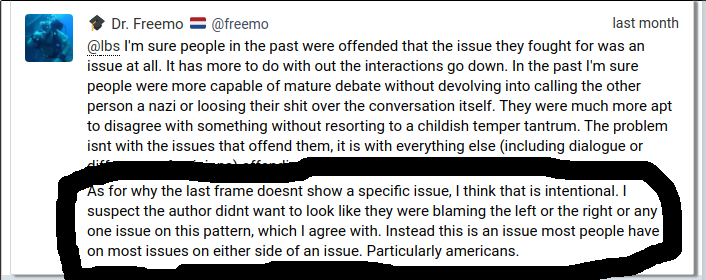 Dr. Freemo @freemo last month
@lbs I'm sure people in the past were offended that the issue they fought for was an
issue at all. It has more to do with out the interactions go down. In the past I'm sure
people were more capable of mature debate without devolving into calling the other
person a nazi or loosing their shit over the conversation itself. They were much more apt
to disagree with something without resorting to a childish temper tantrum. The problem
isnt with the issues that offend them, it is with everything else (including dialogue or
As for why the last frame doesnt show a specific issue, I think that is intentional. I
suspect the author didnt want to look like they were blaming the left or the right or any
one issue on this pattern, which I agree with. Instead this is an issue most people have
on most issues on either side of an issue. Particularly americans.